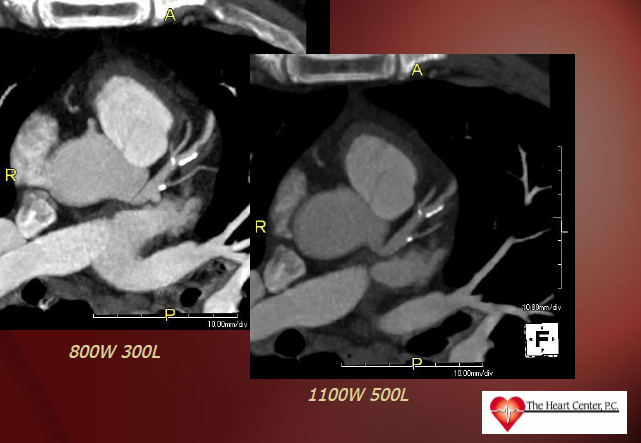 A
R
P
10.00mm/div
800W 300L
A
R
L
10.00mm/div
F
P
10.00mm/div
1100W 500L
The Heart Center, P.C.